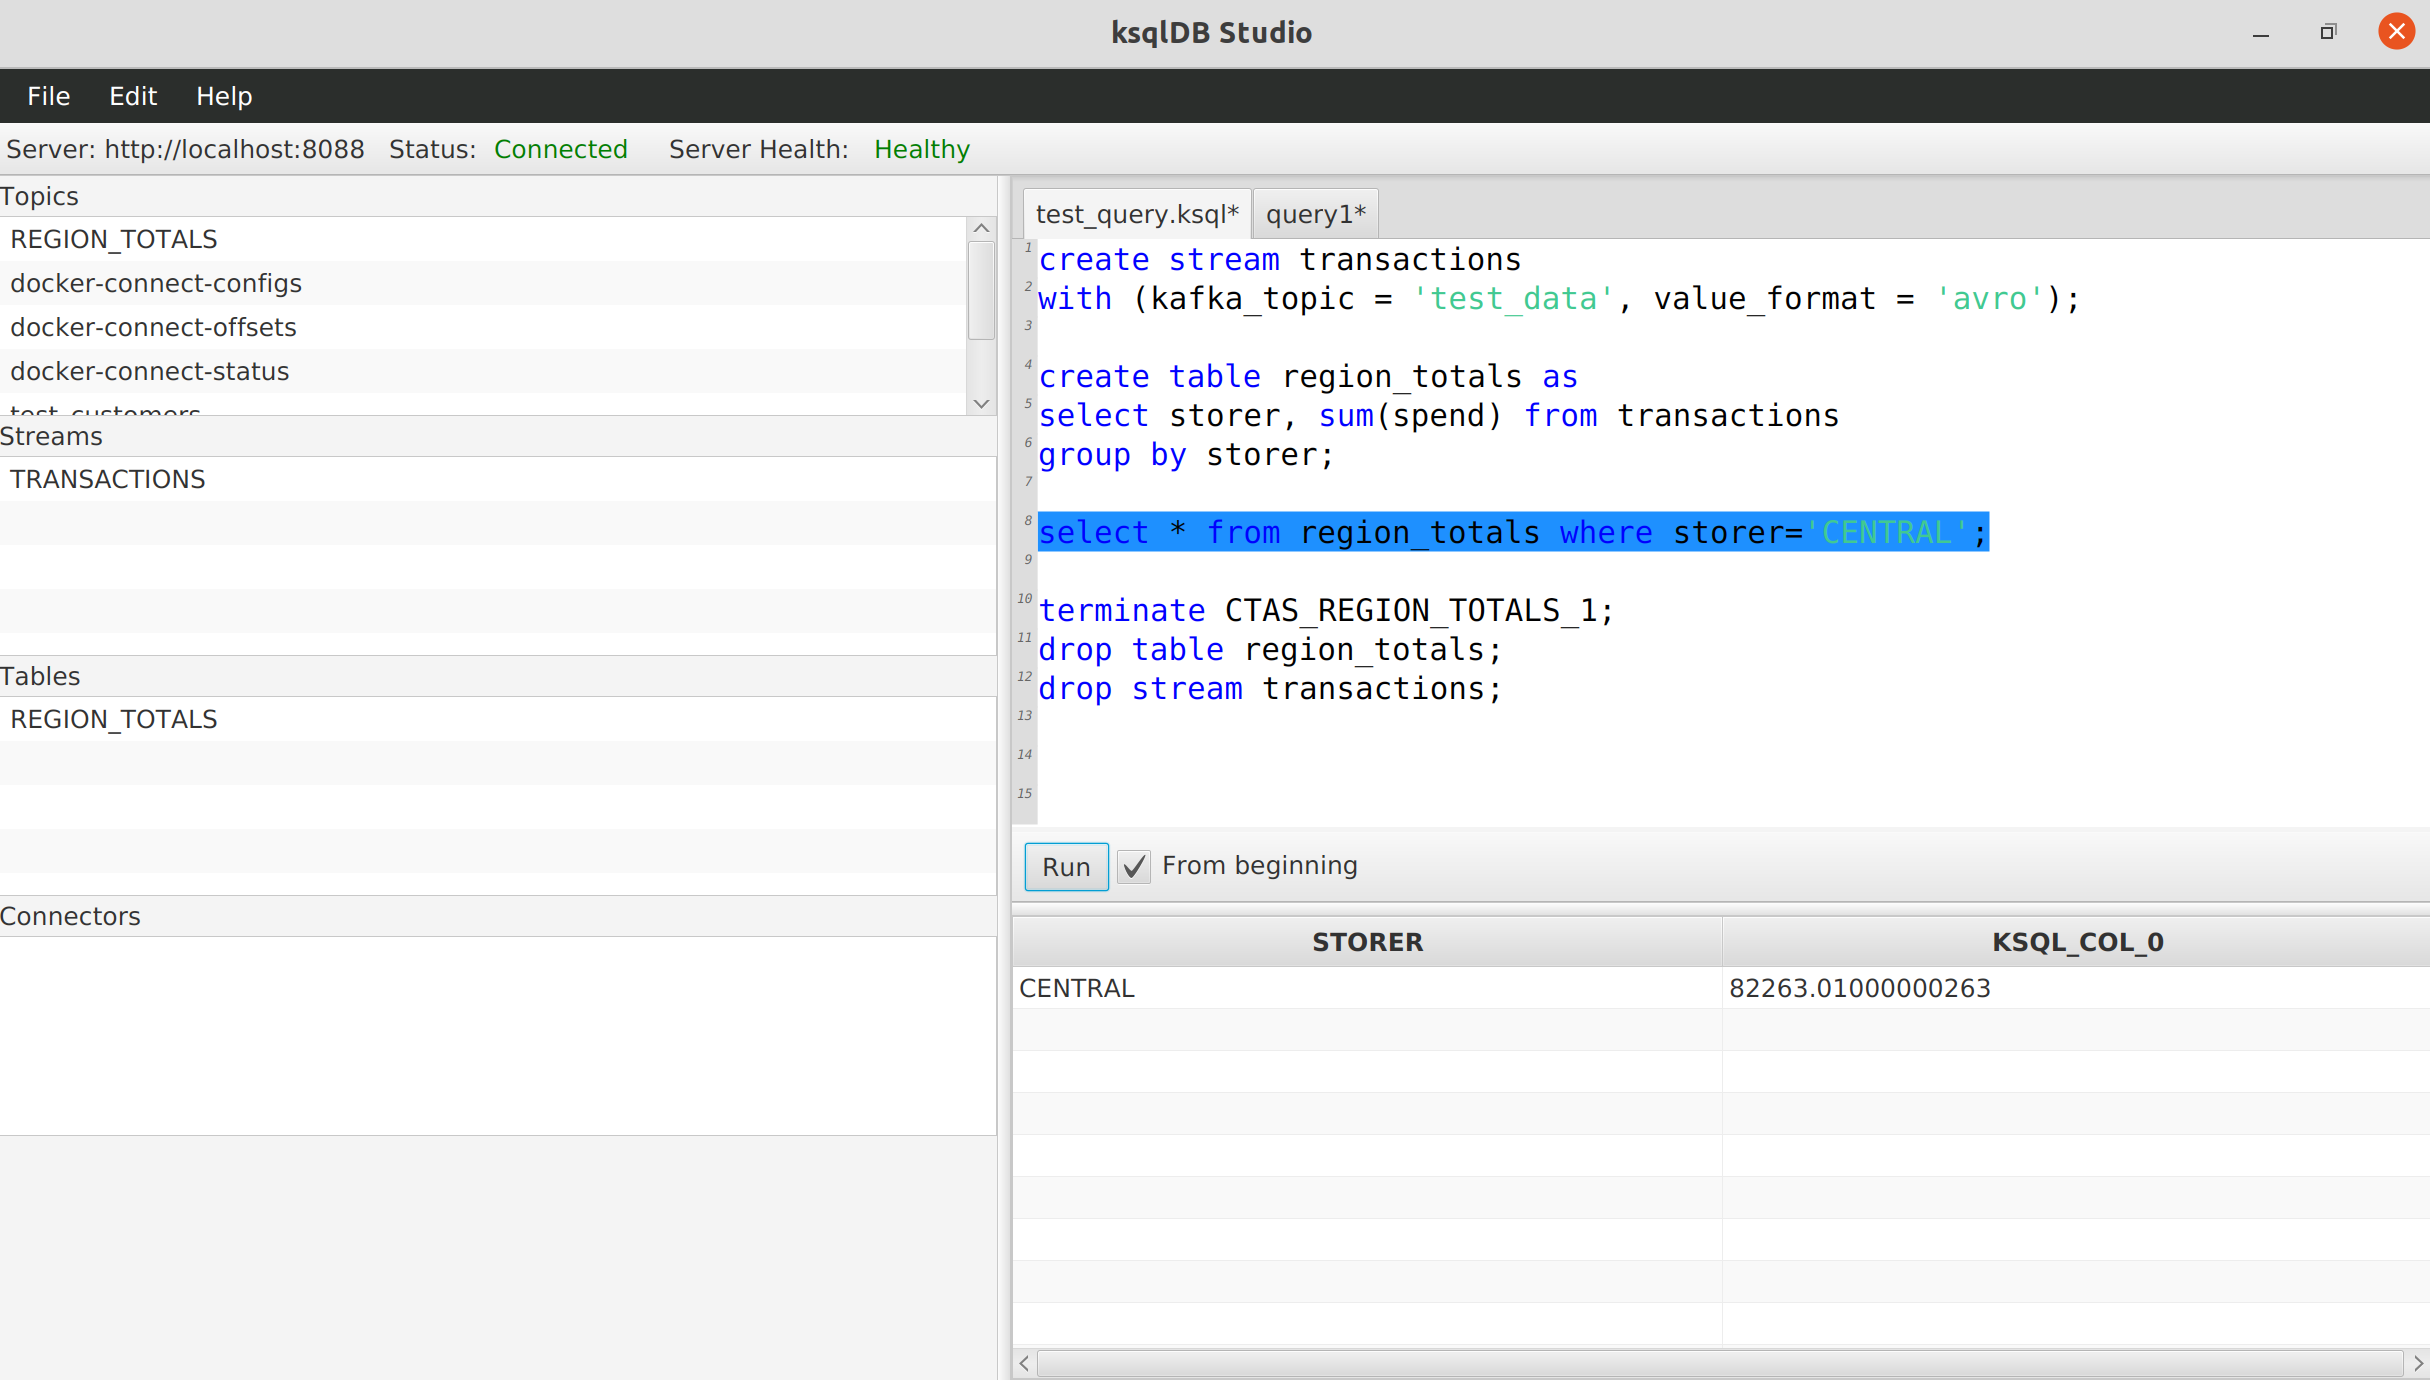 ksqlDB Studio
File Edit Help
Server: http://localhost:8088 Status: Connected Server Health: Healthy
Topics
REGION_TOTALS
docker-connect-configs
docker-connect-offsets
docker-connect-status
test_customers
Streams
TRANSACTIONS
Tables
REGION_TOTALS
Connectors
test_query.ksql* query1*
1 create stream transactions
2 with (kafka_topic = 'test_data', value_format = 'avro');
3
4 create table region_totals as
5 select storer, sum(spend) from transactions
6 group by storer;
7
8 select * from region_totals where storer='CENTRAL';
9
10 terminate CTAS_REGION_TOTALS_1;
11 drop table region_totals;
12 drop stream transactions;
13
14
15
Run From beginning
STORER KSQL_COL_0
CENTRAL 82263.01000000263